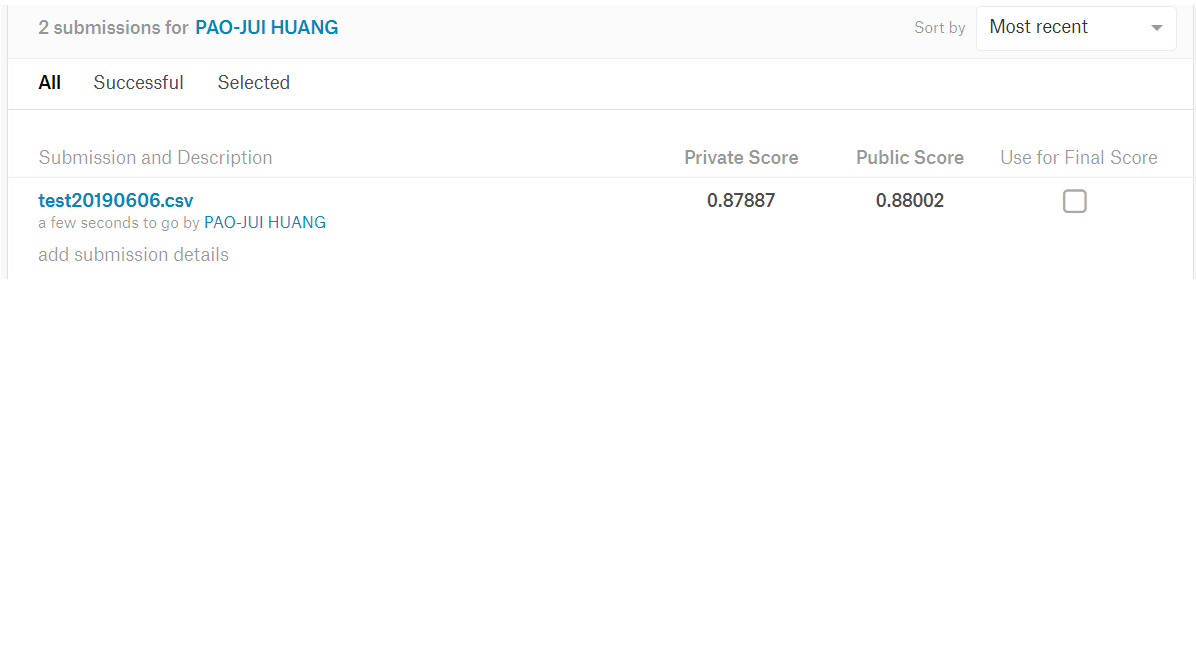 2 submissions for PAO-JUI HUANG Sort by Most recent
All Successful Selected
Submission and Description Private Score Public Score Use for Final Score
test20190606.csv 0.87887 0.88002
a few seconds to go by PAO-JUI HUANG
add submission details